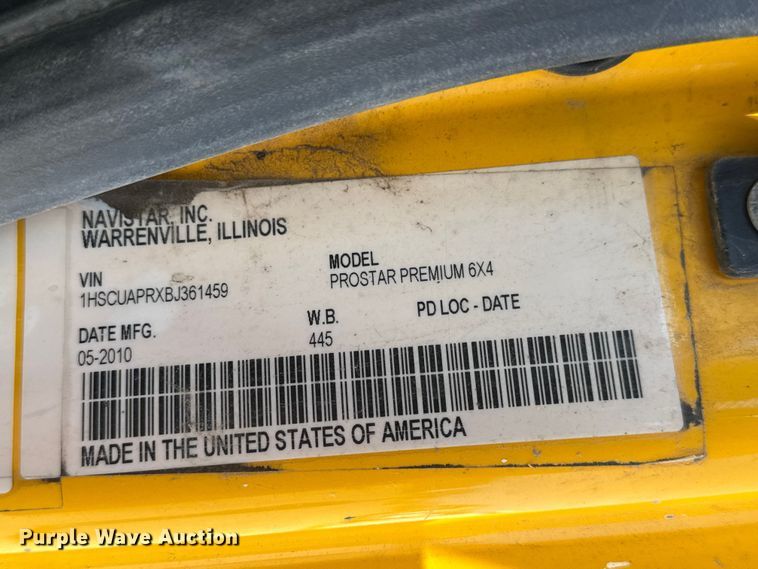 NAVISTAR, INC.
WARRENVILLE, ILLINOIS
VIN
1HSCUAPRXBJ361459
MODEL
PROSTAR PREMIUM 6X4
DATE MFG.
05-2010
W.B.
445
PD LOC - DATE
MADE IN THE UNITED STATES OF AMERICA
Purple Wave Auction